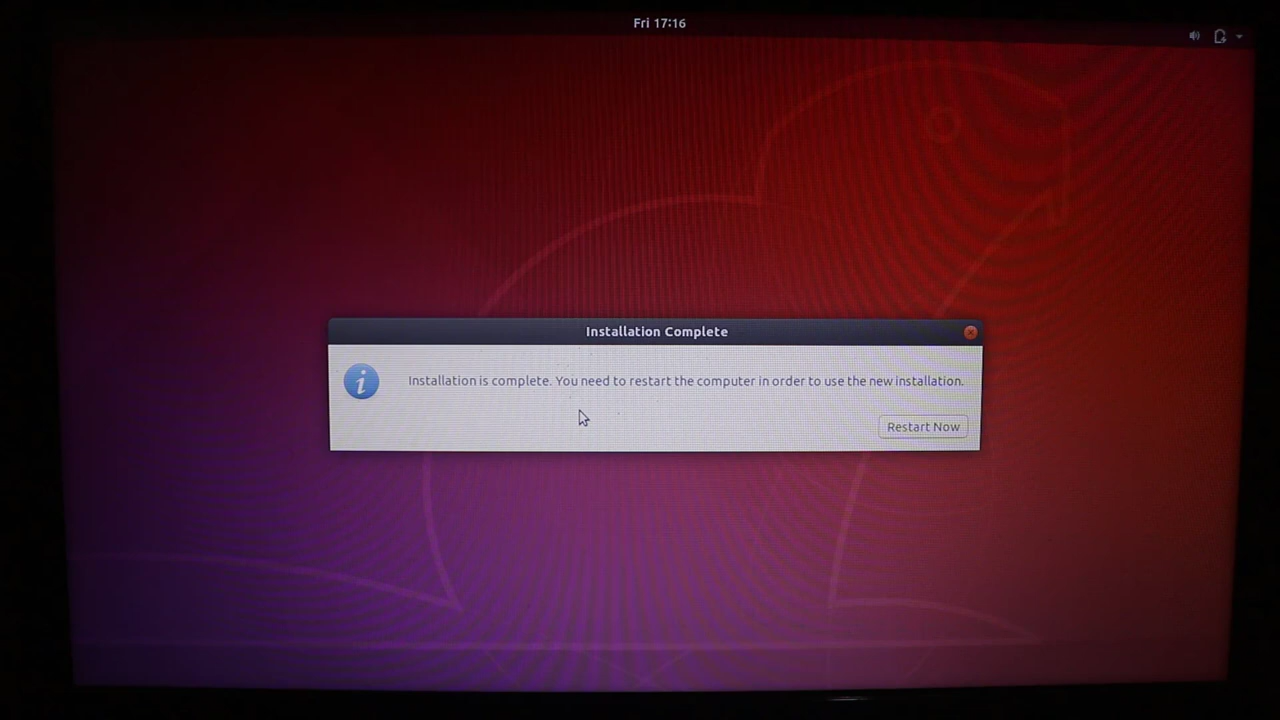 Fri 17:16
Installation Complete
Installation is complete. You need to restart the computer in order to use the new installation.
Restart Now